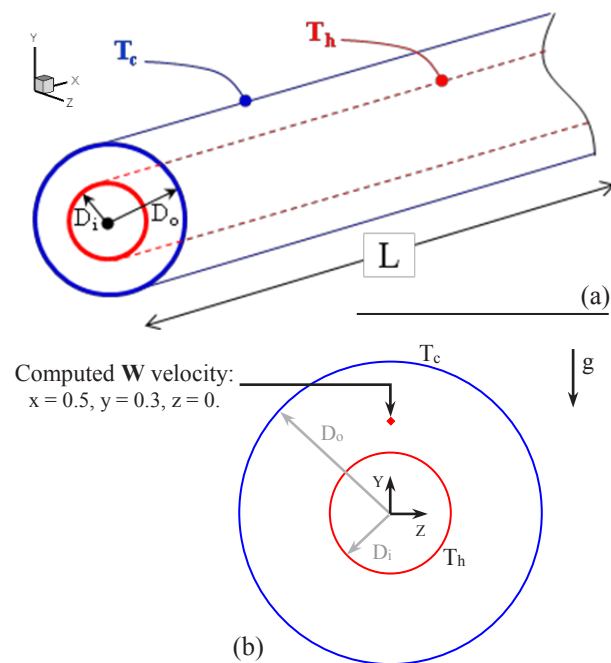 Y
X
Z
T_c
T_h
D_i
D_o
L
(a)
T_c
g
Computed W velocity:
x = 0.5, y = 0.3, z = 0.
D_o
Y
Z
D_i
T_h
(b)